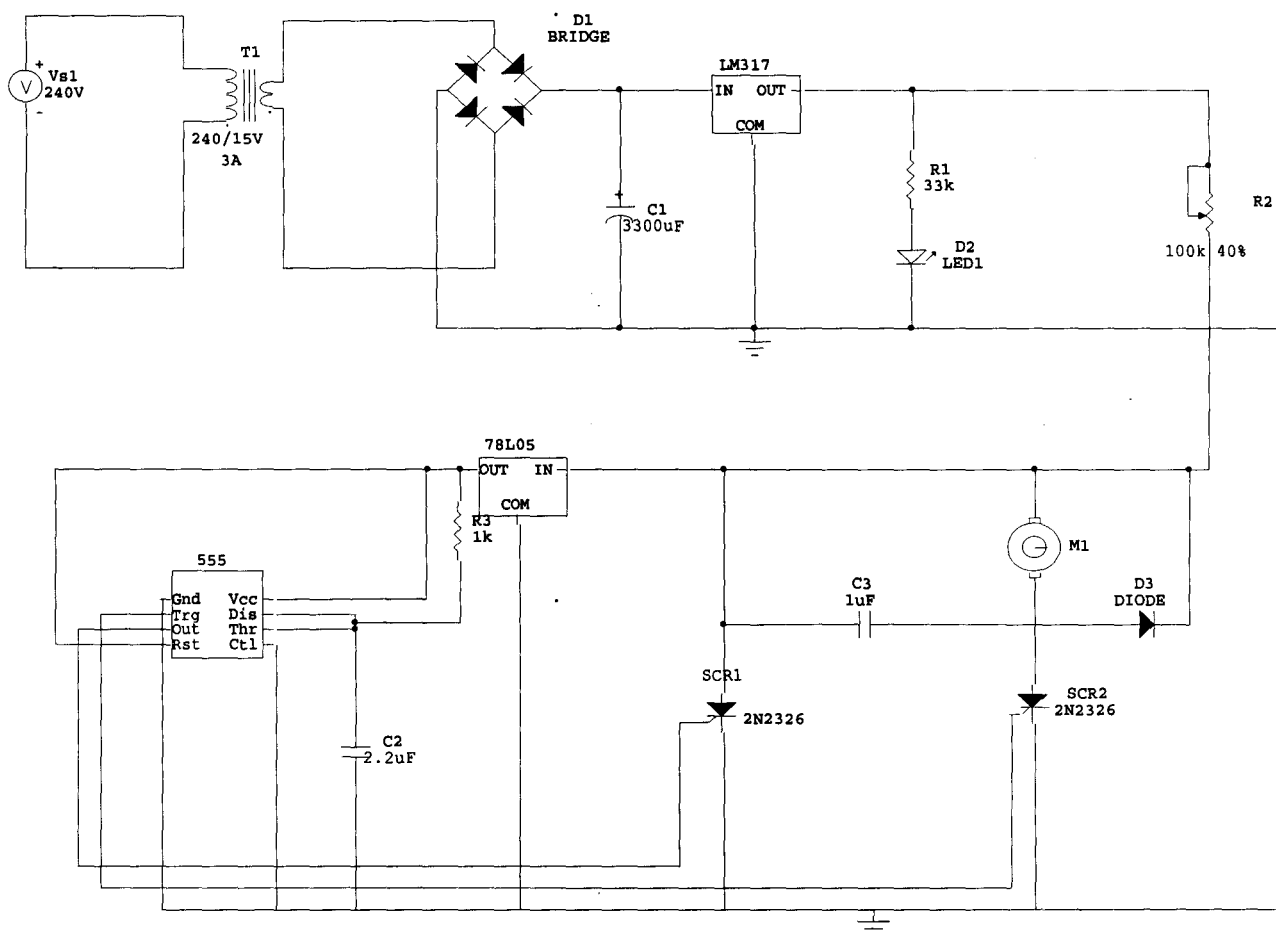 D1
BRIDGE
T1
+
V
Vs1
240V
-
240/15V
3A
LM317
IN OUT
COM
+
C1
3300uF
R1
33k
D2
LED1
R2
100k 40%
78L05
OUT IN
COM
R3
1k
555
Gnd Vcc
Trg Dis
Out Thr
Rst Ctl
M1
C3
1uF
D3
DIODE
SCR1
2N2326
SCR2
2N2326
C2
2.2uF